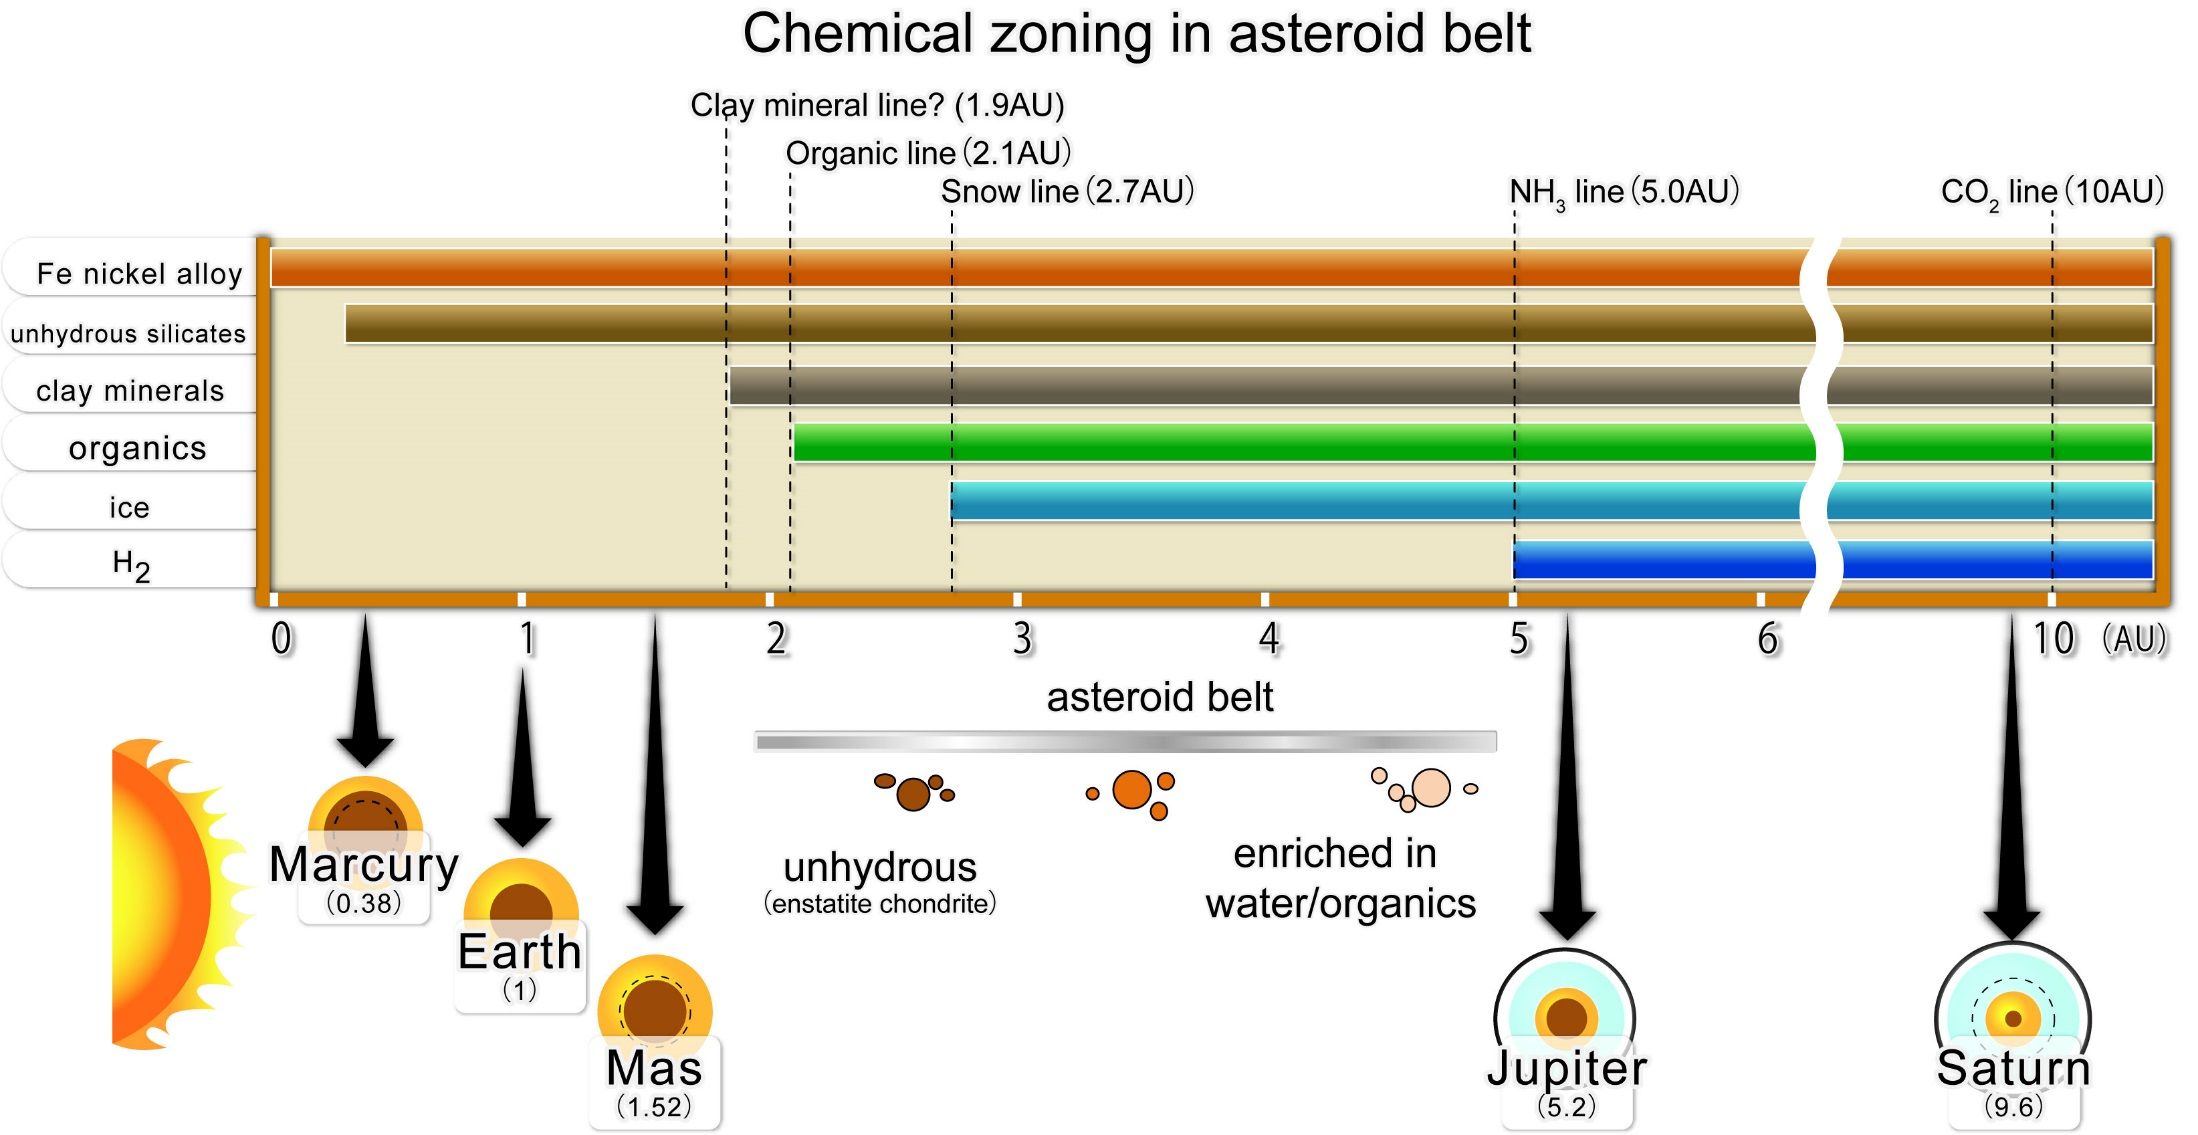 Chemical zoning in asteroid belt
Clay mineral line? (1.9AU)
Organic line (2.1AU)
Snow line (2.7AU)
NH3 line (5.0AU)
CO2 line (10AU)
Fe nickel alloy
unhydrous silicates
clay minerals
organics
ice
H2
0 1 2 3 4 5 6 10 (AU)
asteroid belt
unhydrous
(enstatite chondrite)
enriched in
water/organics
Marcury
(0.38)
Earth
(1)
Mas
(1.52)
Jupiter
(5.2)
Saturn
(9.6)